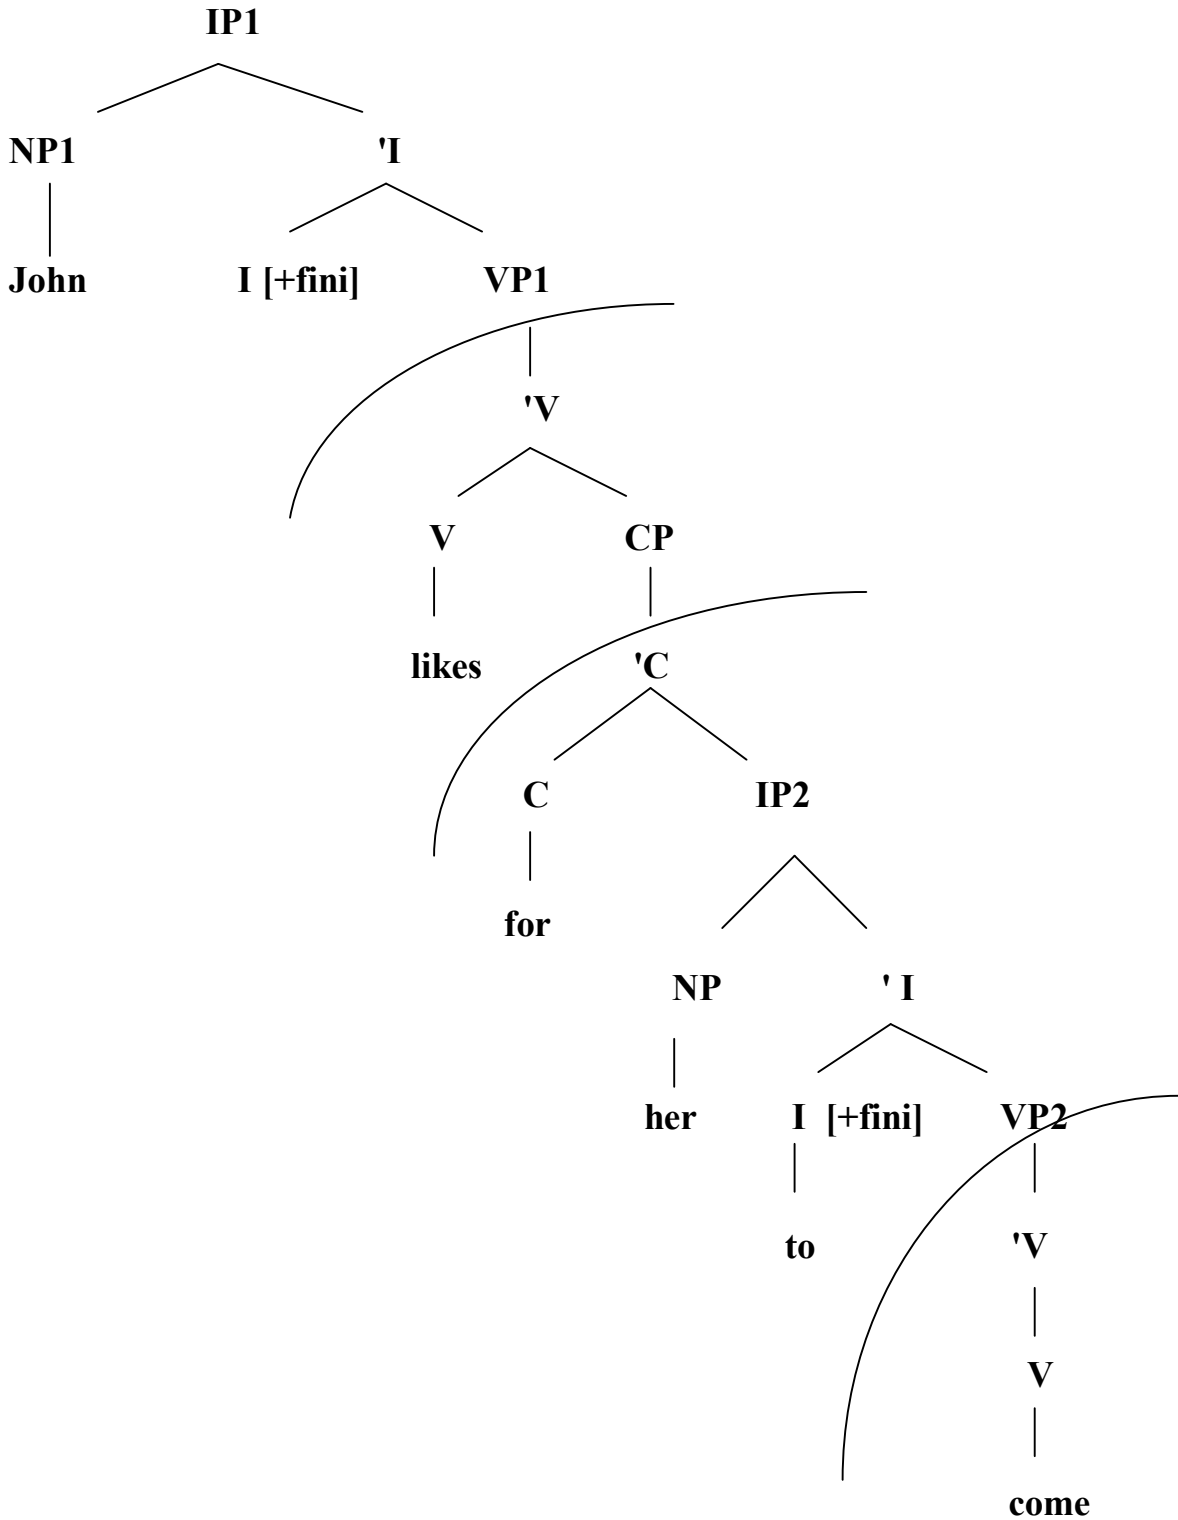 IP1
NP1 'I
John I [+fini] VP1
'V
V CP
likes 'C
C IP2
for
NP ' I
her I [+fini] VP2
to 'V
V
come